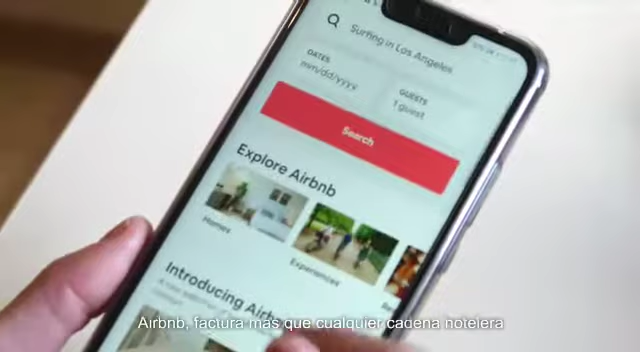 Surfing in Los Angeles
DATES
mm/dd/yyyy
GUESTS
1 guest
Search
Explore Airbnb
Homes
Experiences
Introducing Airb
Airbnb, factura más que cualquier cadena hotelera